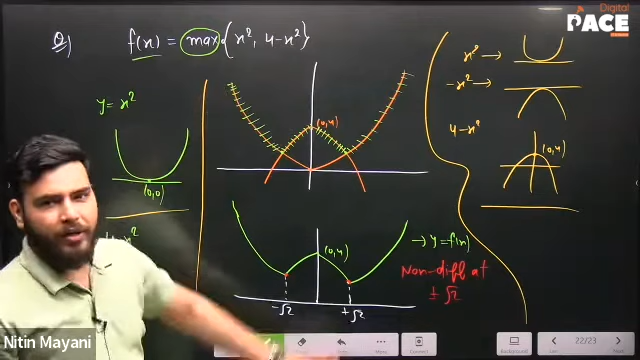 Digital
PACE
Q)
f(x) = max {x², 4-x²}
y = x²
(0,0)
(0,4)
(0,4)
→ y=f(x)
Non-diff at
± √2
-√2
+√2
x² →
-x² →
4-x²
(0,4)
Nitin Mayani
Background
22/23